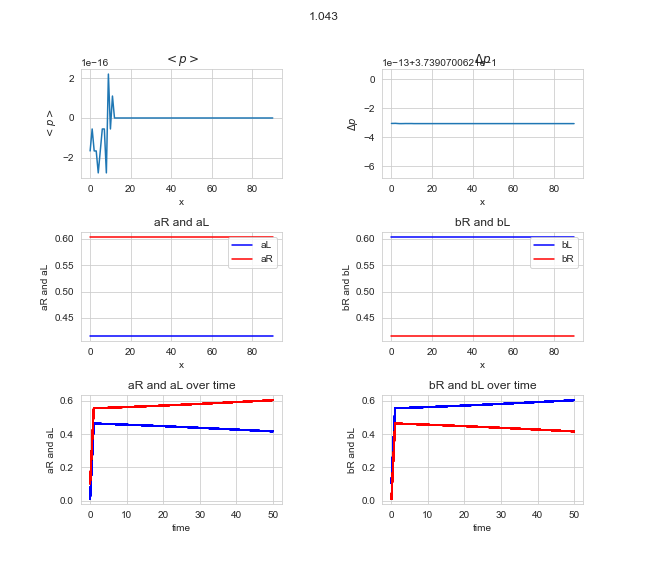 1.043
< p >
1e−16
2
0
−2
< p >
0 20 40 60 80
x
Δp
1e−13+3.7390700621e−1
0
−2
−4
−6
Δp
0 20 40 60 80
x
aR and aL
0.60
0.55
0.50
0.45
aR and aL
aL
aR
0 20 40 60 80
x
bR and bL
0.60
0.55
0.50
0.45
bR and bL
bL
bR
0 20 40 60 80
x
aR and aL over time
0.6
0.4
0.2
0.0
aR and aL
0 10 20 30 40 50
time
bR and bL over time
0.6
0.4
0.2
0.0
bR and bL
0 10 20 30 40 50
time